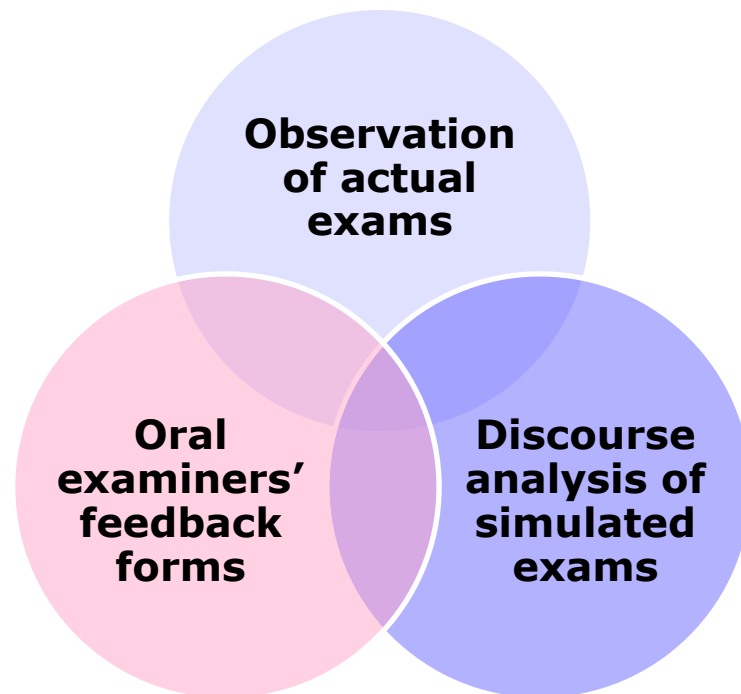 Observation
of actual
exams
Oral
examiners’
feedback
forms
Discourse
analysis of
simulated
exams